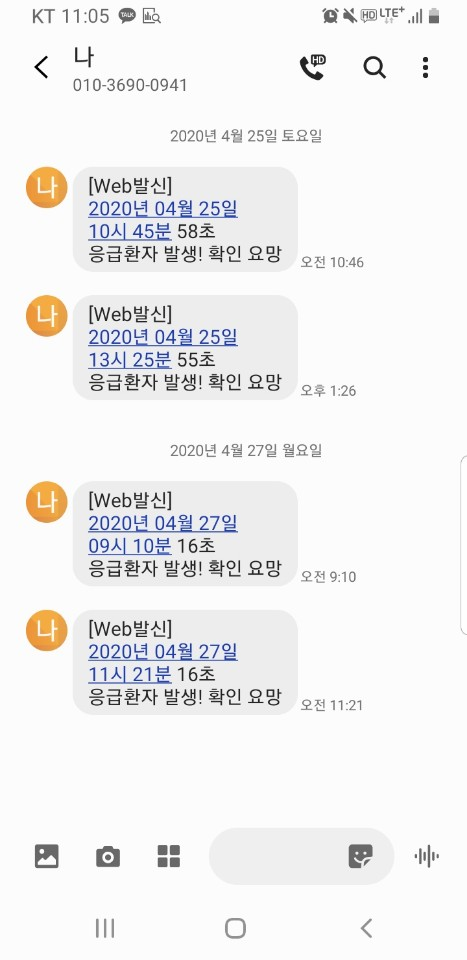 KT 11:05 TALK HD LTE+
나 HD
010-3690-0941
2020년 4월 25일 토요일
나 [Web발신]
2020년 04월 25일
10시 45분 58초
응급환자 발생! 확인 요망
오전 10:46
나 [Web발신]
2020년 04월 25일
13시 25분 55초
응급환자 발생! 확인 요망
오후 1:26
2020년 4월 27일 월요일
나 [Web발신]
2020년 04월 27일
09시 10분 16초
응급환자 발생! 확인 요망
오전 9:10
나 [Web발신]
2020년 04월 27일
11시 21분 16초
응급환자 발생! 확인 요망
오전 11:21